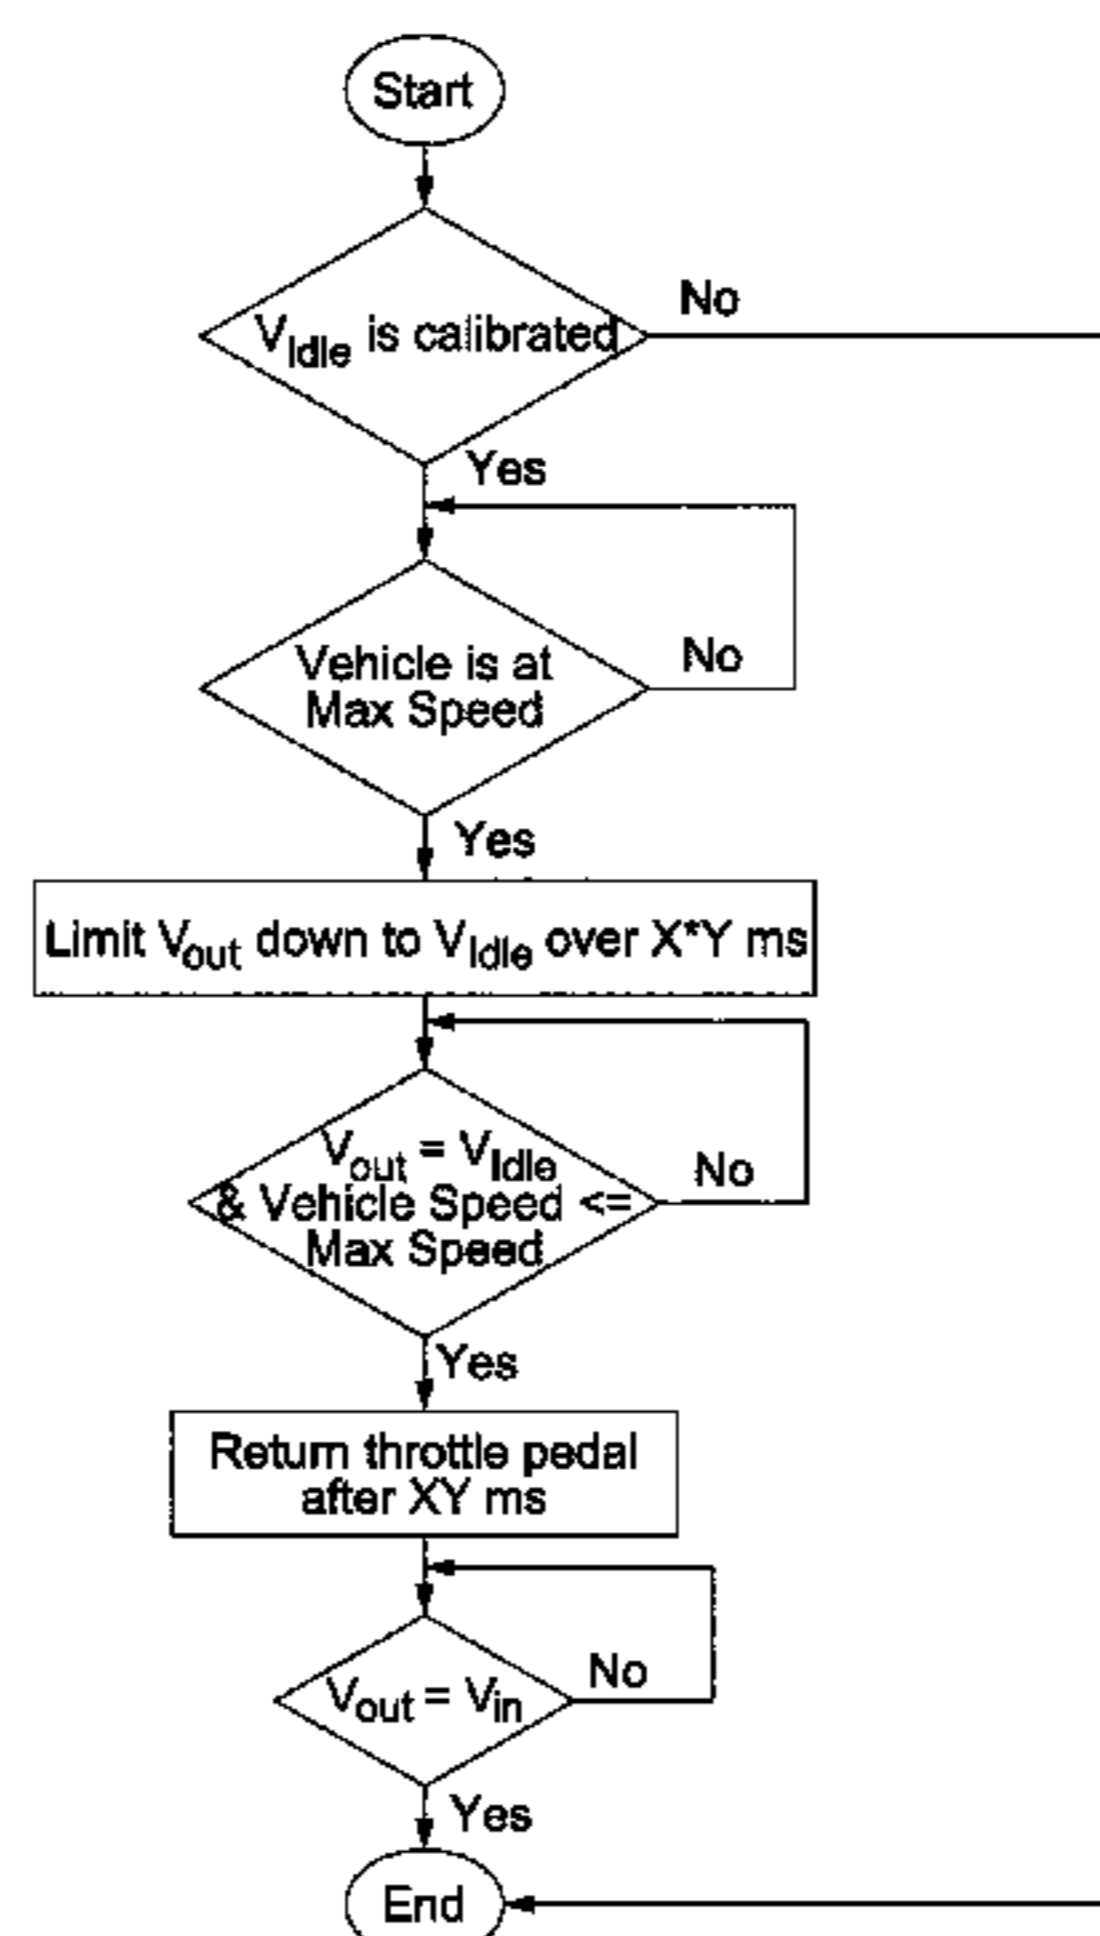 Start
VIdle is calibrated
No
Yes
Vehicle is at
Max Speed
No
Yes
Limit Vout down to VIdle over X*Y ms
Vout = VIdle
& Vehicle Speed <=
Max Speed
No
Yes
Return throttle pedal
after XY ms
Vout = Vin
No
Yes
End